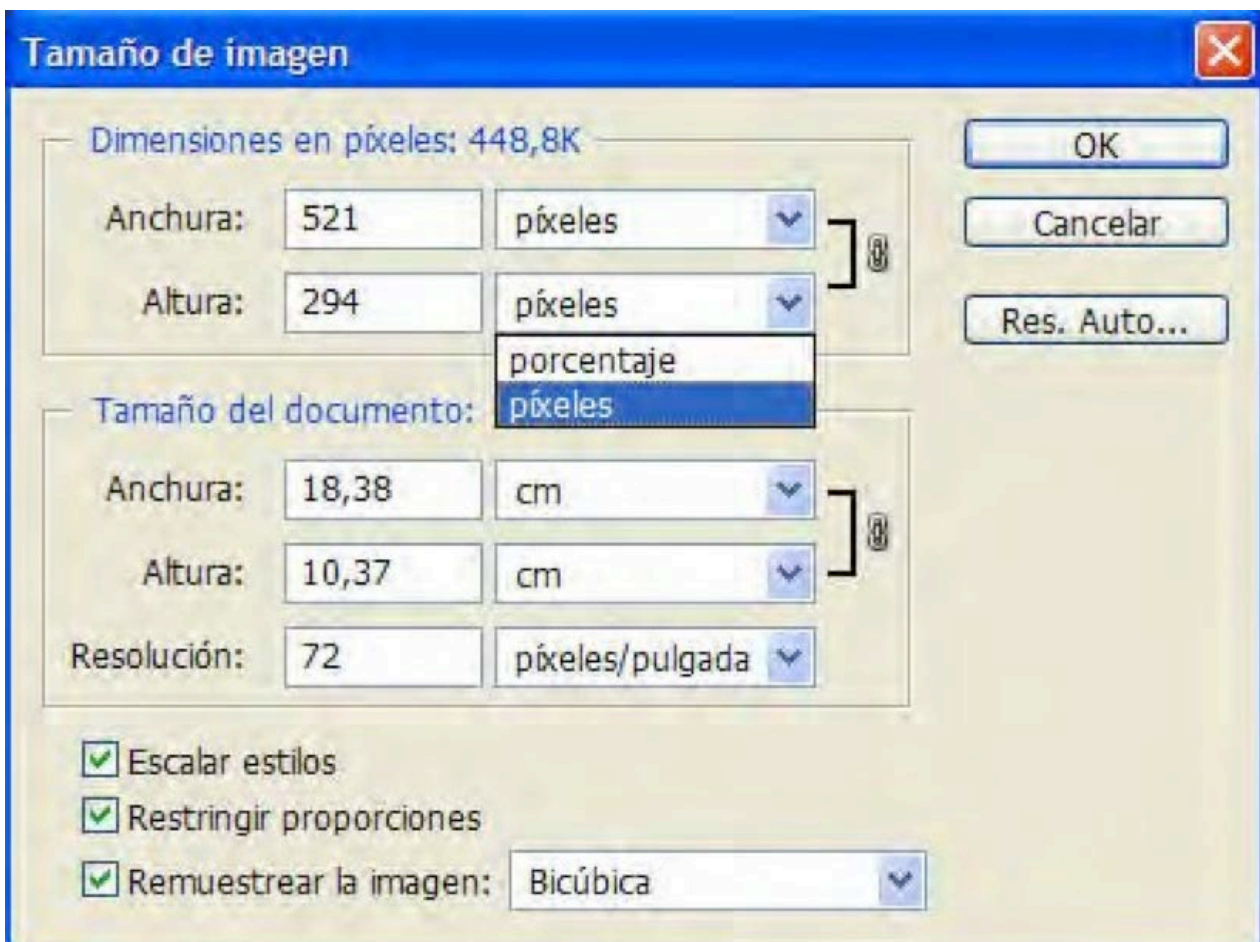 Tamaño de imagen
Dimensiones en píxeles: 448,8K
OK
Anchura: 521 píxeles
Cancelar
Altura: 294 píxeles
Res. Auto...
porcentaje
píxeles
Tamaño del documento:
Anchura: 18,38 cm
Altura: 10,37 cm
Resolución: 72 píxeles/pulgada
Escalar estilos
Restringir proporciones
Remuestrear la imagen: Bicúbica